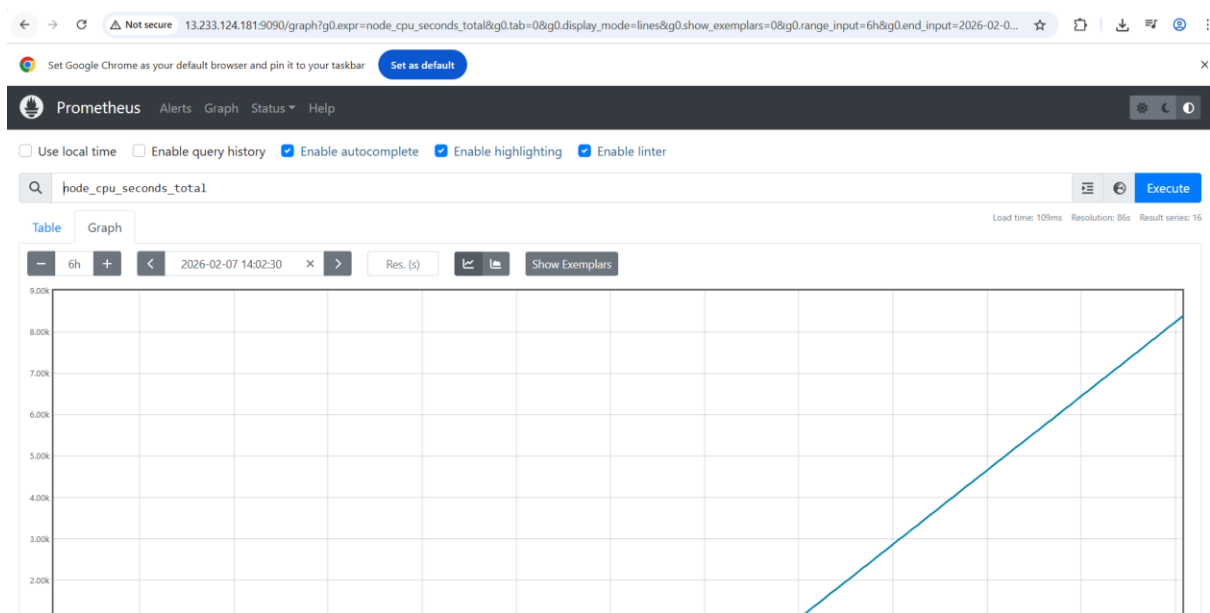 Not secure 13.233.124.181:9090/graph?g0.expr=node_cpu_seconds_total&g0.tab=0&g0.display_mode=lines&g0.show_exemplars=0&g0.range_input=6h&g0.end_input=2026-02-0...
Set Google Chrome as your default browser and pin it to your taskbar Set as default
Prometheus Alerts Graph Status Help
Use local time Enable query history Enable autocomplete Enable highlighting Enable linter
node_cpu_seconds_total Execute
Load time: 109ms Resolution: 86s Result series: 16
Table Graph
6h 2026-02-07 14:02:30 Res. (s) Show Exemplars
9.00k
8.00k
7.00k
6.00k
5.00k
4.00k
3.00k
2.00k